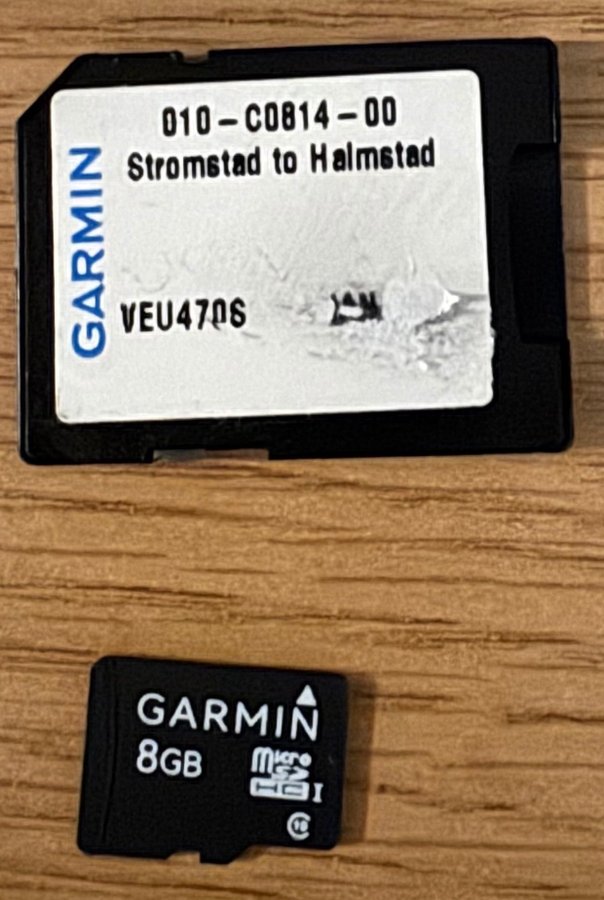 010-C0814-00
Stromstad to Halmstad
GARMIN
VEU470S
GARMIN
8GB
Micro
SD
HC I
10